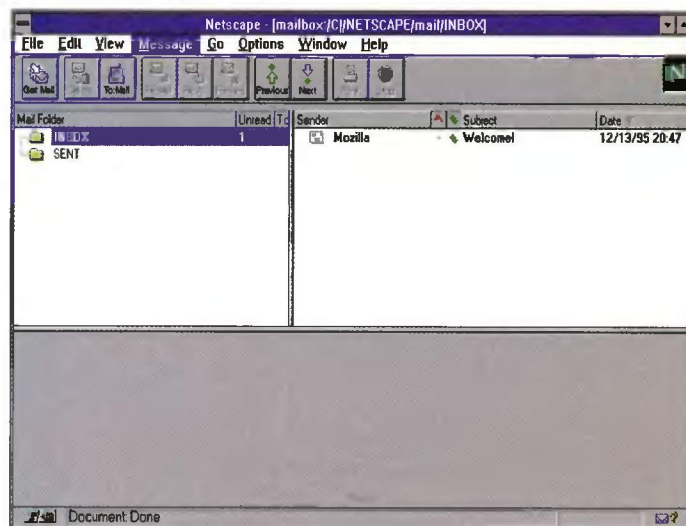 Netscape - [mailbox:/C|/NETSCAPE/mail/INBOX]
File Edit View Message Go Options Window Help
Get Mail To: Mail Previous Next
Mail Folder Unread To Sender Subject Date
INBOX 1 Mozilla Welcome! 12/13/95 20:47
SENT
Document: Done